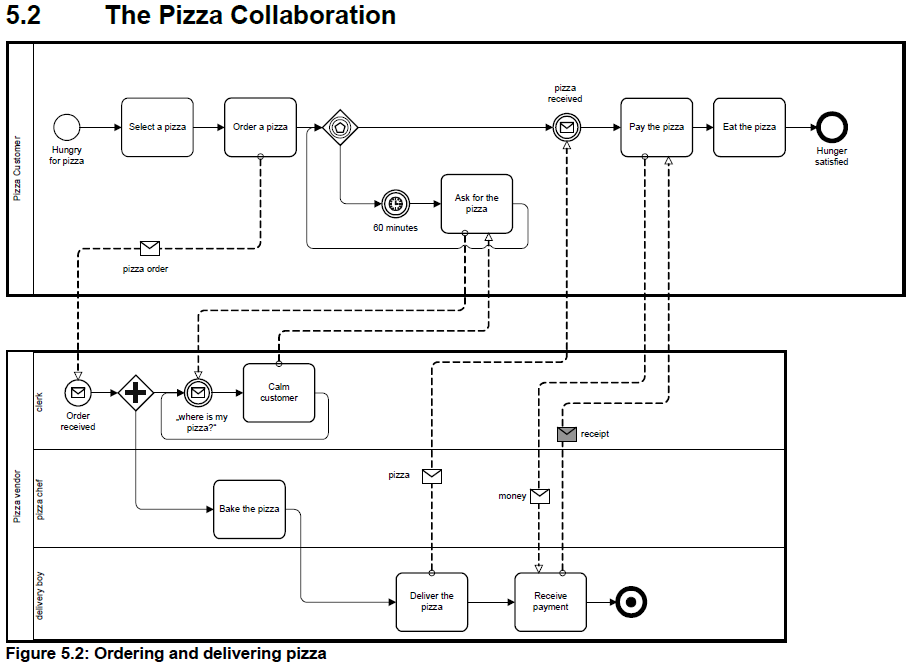 5.2 The Pizza Collaboration
Pizza Customer
Hungry
for pizza
Select a pizza
Order a pizza
pizza
received
Pay the pizza
Eat the pizza
Hunger
satisfied
60 minutes
Ask for the
pizza
pizza order
Pizza vendor
clerk
Order
received
„where is my
pizza?“
Calm
customer
receipt
pizza chef
Bake the pizza
pizza
money
delivery boy
Deliver the
pizza
Receive
payment
Figure 5.2: Ordering and delivering pizza